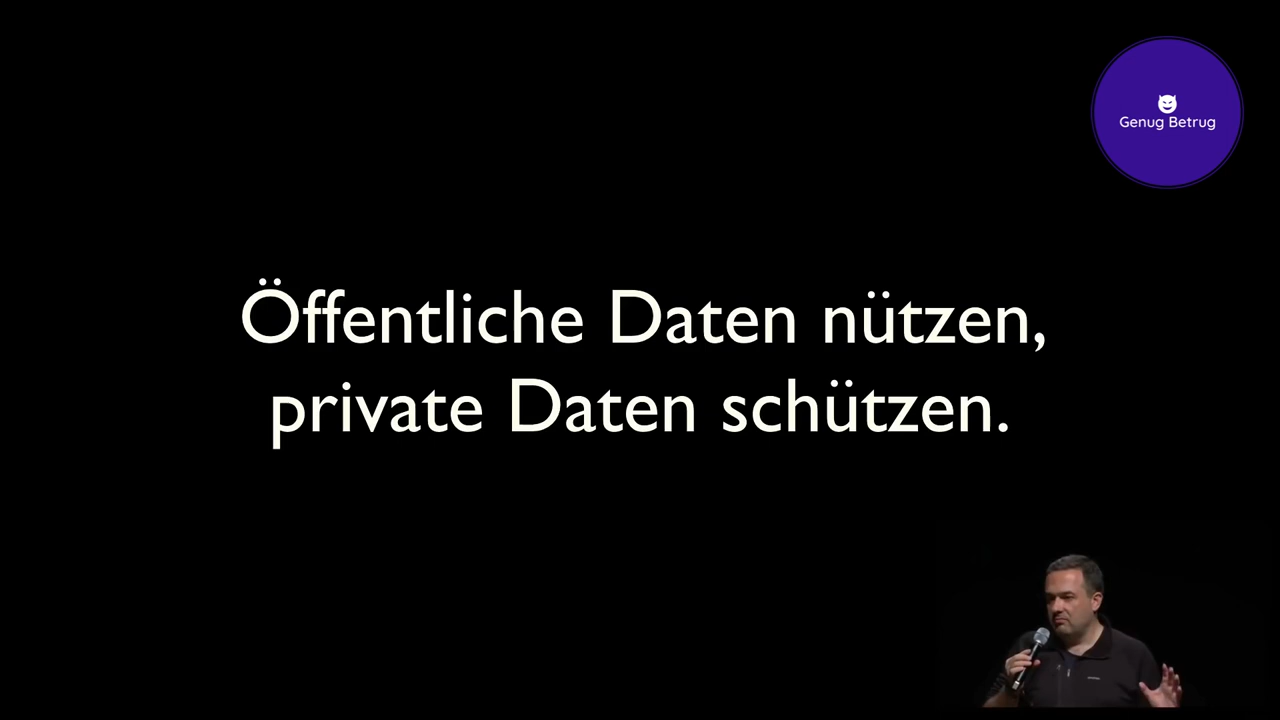 Genug Betrug
Öffentliche Daten nützen,
private Daten schützen.